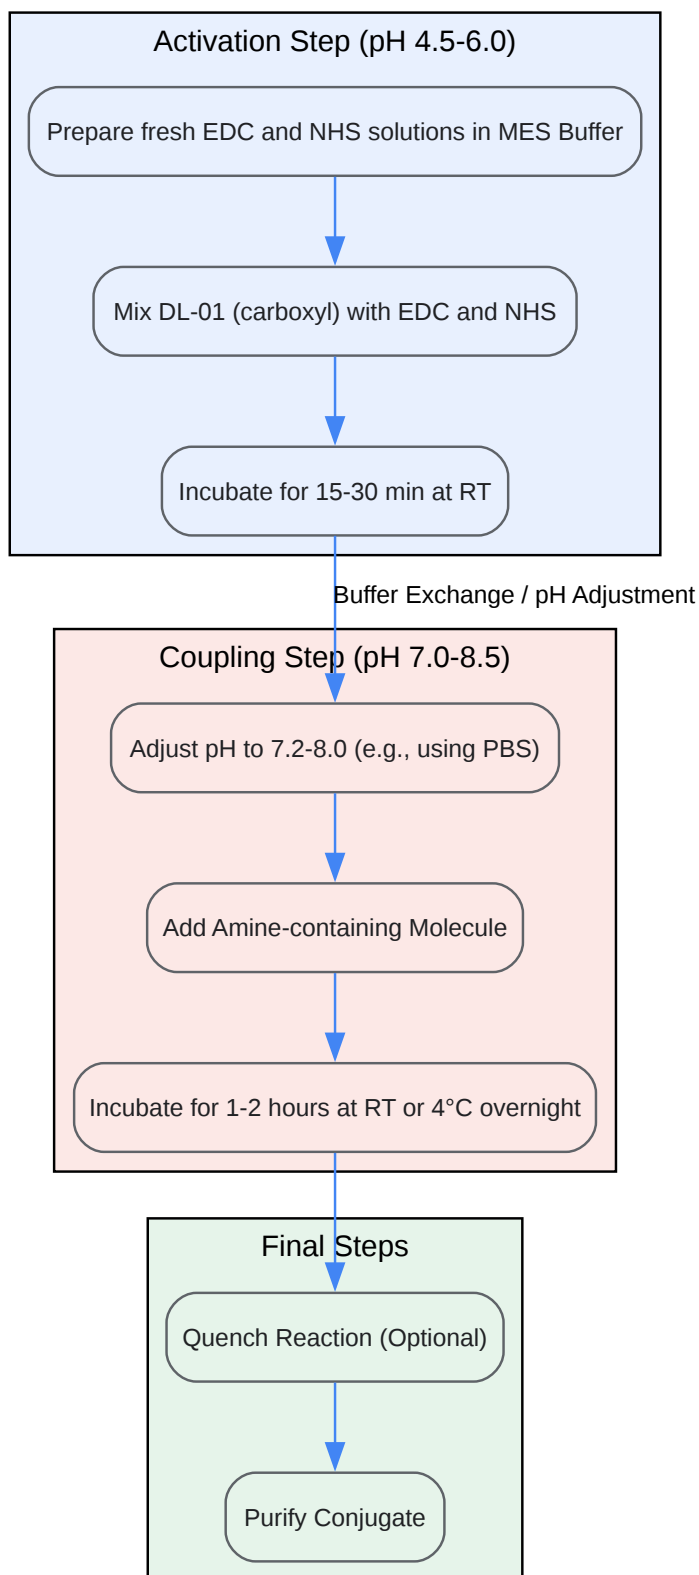 Activation Step (pH 4.5-6.0)
Prepare fresh EDC and NHS solutions in MES Buffer
Mix DL-01 (carboxyl) with EDC and NHS
Incubate for 15-30 min at RT
Buffer Exchange / pH Adjustment
Coupling Step (pH 7.0-8.5)
Adjust pH to 7.2-8.0 (e.g., using PBS)
Add Amine-containing Molecule
Incubate for 1-2 hours at RT or 4°C overnight
Final Steps
Quench Reaction (Optional)
Purify Conjugate